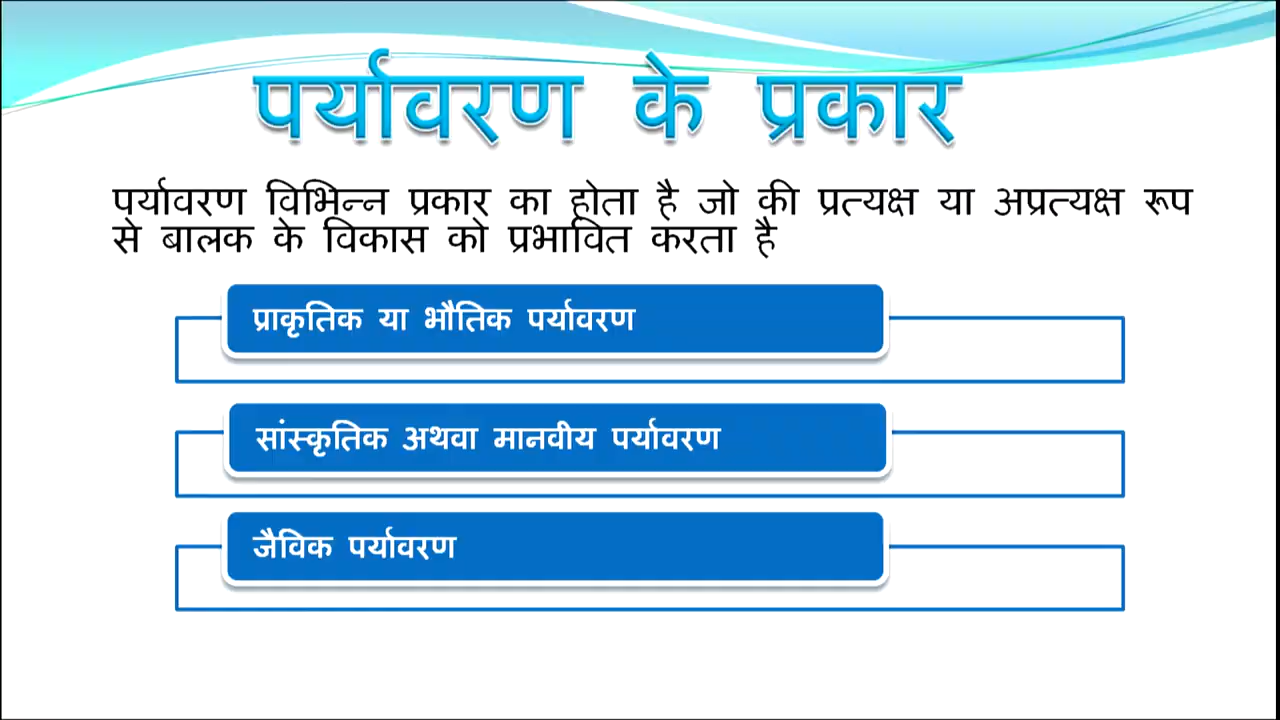 पर्यावरण के प्रकार
पर्यावरण विभिन्न प्रकार का होता है जो की प्रत्यक्ष या अप्रत्यक्ष रूप
से बालक के विकास को प्रभावित करता है
प्राकृतिक या भौतिक पर्यावरण
सांस्कृतिक अथवा मानवीय पर्यावरण
जैविक पर्यावरण